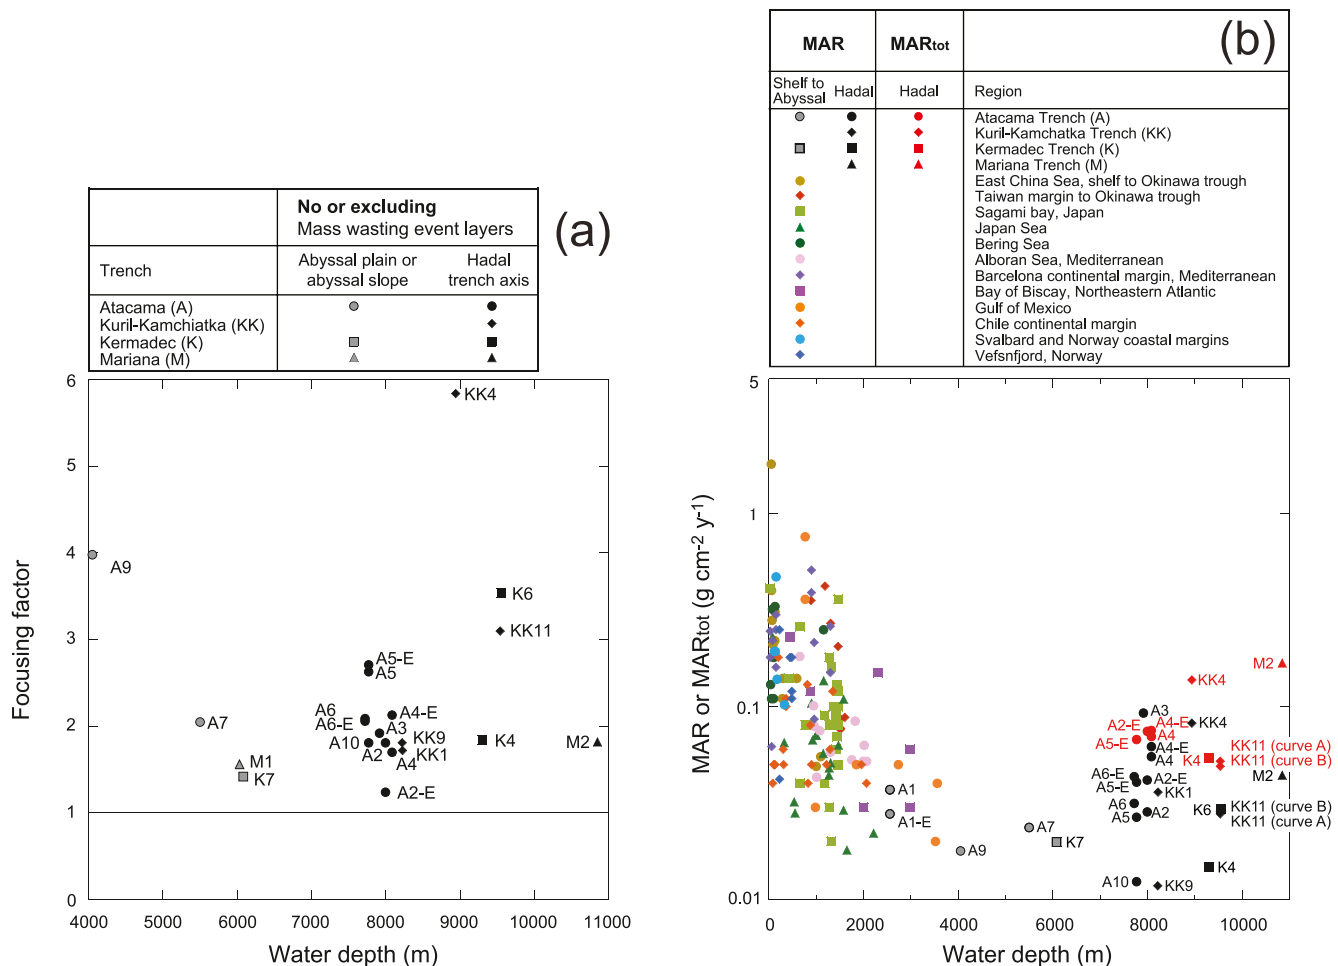 (a)
No or excluding
Mass wasting event layers
Trench
Abyssal plain or
abyssal slope
Hadal
trench axis
Atacama (A)
Kuril-Kamchiatka (KK)
Kermadec (K)
Mariana (M)
Focusing factor
6
5
4
3
2
1
0
KK4
A9
K6
KK11
A5-E
A5
A6
A6-E
A4-E
A3
A7
A10
A2
KK9
KK1
A4
K4
M2
M1
K7
A2-E
4000 5000 6000 7000 8000 9000 10000 11000
Water depth (m)
(b)
MAR
MARtot
Shelf to
Abyssal
Hadal
Hadal
Region
Atacama Trench (A)
Kuril-Kamchatka Trench (KK)
Kermadec Trench (K)
Mariana Trench (M)
East China Sea, shelf to Okinawa trough
Taiwan margin to Okinawa trough
Sagami bay, Japan
Japan Sea
Bering Sea
Alboran Sea, Mediterranean
Barcelona continental margin, Mediterranean
Bay of Biscay, Northeastern Atlantic
Gulf of Mexico
Chile continental margin
Svalbard and Norway coastal margins
Vefsnfjord, Norway
MAR or MARtot (g cm-2 y-1)
5
1
0.1
0.01
M2
KK4
A3
A2-E
A4-E
KK4
A5-E
A4
A4-E
A4
K4
KK11 (curve A)
KK11 (curve B)
M2
A6-E
A5-E
A2-E
KK1
A1
A1-E
A6
A5
A2
K6
KK11 (curve B)
KK11 (curve A)
A7
K7
A9
K4
A10
KK9
0 2000 4000 6000 8000 10000
Water depth (m)